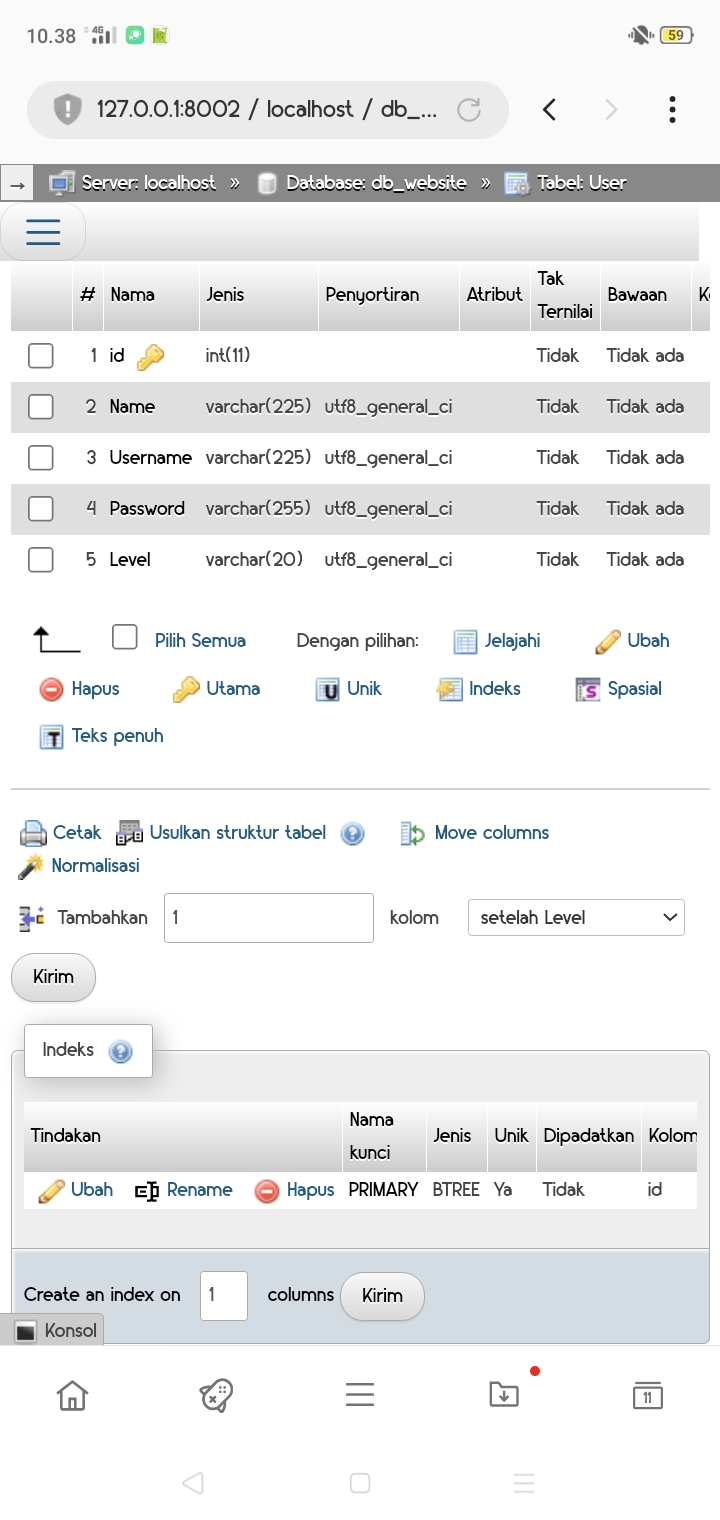 10.38 4G 59
127.0.0.1:8002 / localhost / db_...
→ Server: localhost » Database: db_website » Tabel: User
# Nama Jenis Penyortiran Atribut Tak Ternilai Bawaan
1 id int(11) Tidak Tidak ada
2 Name varchar(225) utf8_general_ci Tidak Tidak ada
3 Username varchar(225) utf8_general_ci Tidak Tidak ada
4 Password varchar(255) utf8_general_ci Tidak Tidak ada
5 Level varchar(20) utf8_general_ci Tidak Tidak ada
Pilih Semua Dengan pilihan: Jelajahi Ubah
Hapus Utama U Unik Indeks S Spasial
T Teks penuh
Cetak Usulkan struktur tabel ? Move columns
Normalisasi
Tambahkan 1 kolom setelah Level
Kirim
Indeks ?
Tindakan Nama kunci Jenis Unik Dipadatkan Kolom
Ubah Rename Hapus PRIMARY BTREE Ya Tidak id
Create an index on 1 columns Kirim
Konsol
11